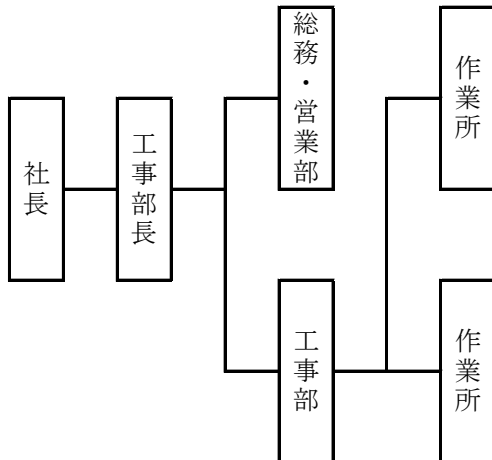 社長
工事部長
総務・営業部
工事部
作業所
作業所